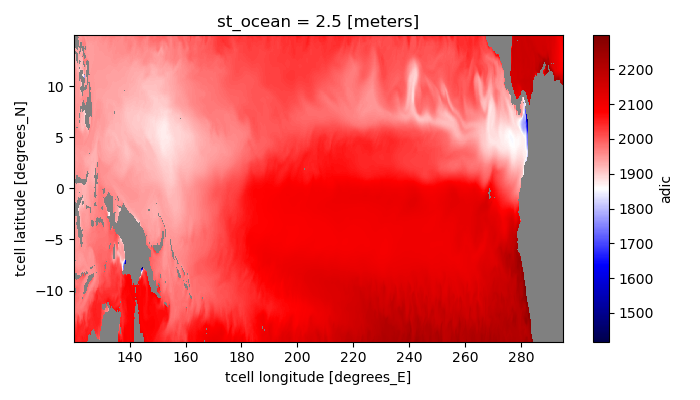 st_ocean = 2.5 [meters]
tcell latitude [degrees_N]
10
5
0
−5
−10
140 160 180 200 220 240 260 280
tcell longitude [degrees_E]
2200
2100
2000
1900
1800
1700
1600
1500
adic